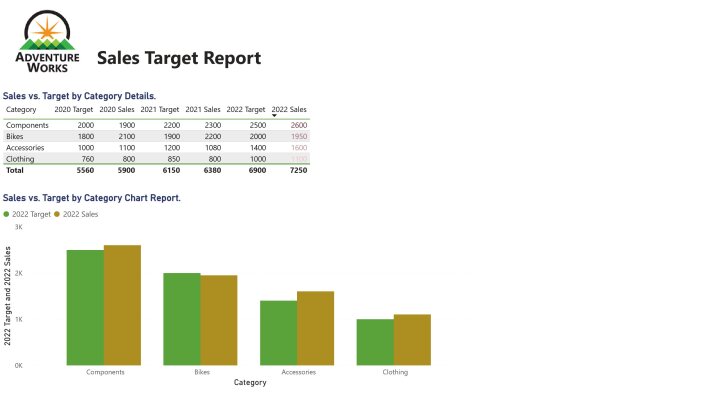 ADVENTURE
WORKS
Sales Target Report
Sales vs. Target by Category Details.
Category 2020 Target 2020 Sales 2021 Target 2021 Sales 2022 Target 2022 Sales
Components 2000 1900 2200 2300 2500 2600
Bikes 1800 2100 1900 2200 2000 1950
Accessories 1000 1100 1200 1080 1400 1600
Clothing 760 800 850 800 1000 1100
Total 5560 5900 6150 6380 6900 7250
Sales vs. Target by Category Chart Report.
2022 Target 2022 Sales
3K
2K
1K
0K
2022 Target and 2022 Sales
Components Bikes Accessories Clothing
Category